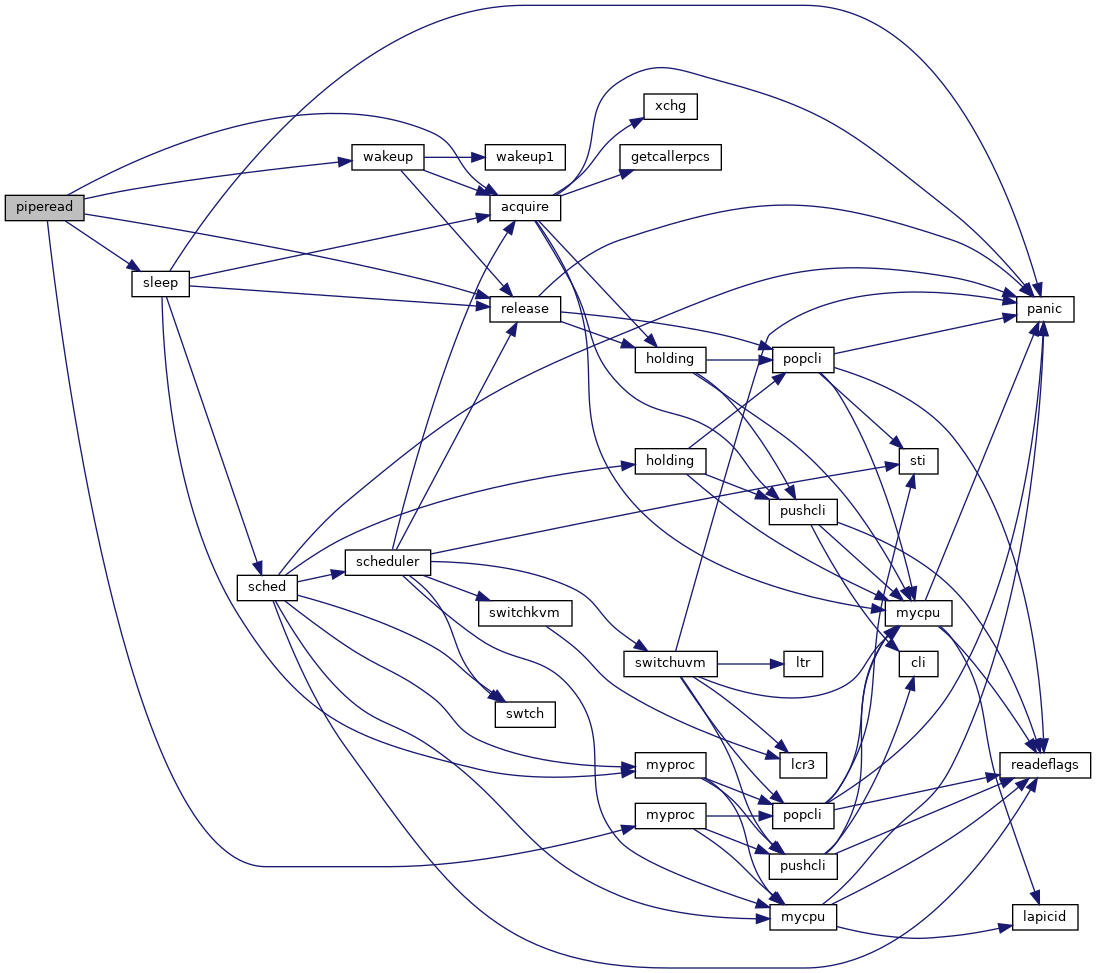 piperead
sleep
wakeup
sched
scheduler
wakeup1
acquire
release
switchkvm
swtch
xchg
getcallerpcs
holding
holding
switchuvm
myproc
myproc
popcli
pushcli
ltr
lcr3
popcli
pushcli
mycpu
sti
mycpu
cli
panic
readeflags
lapicid